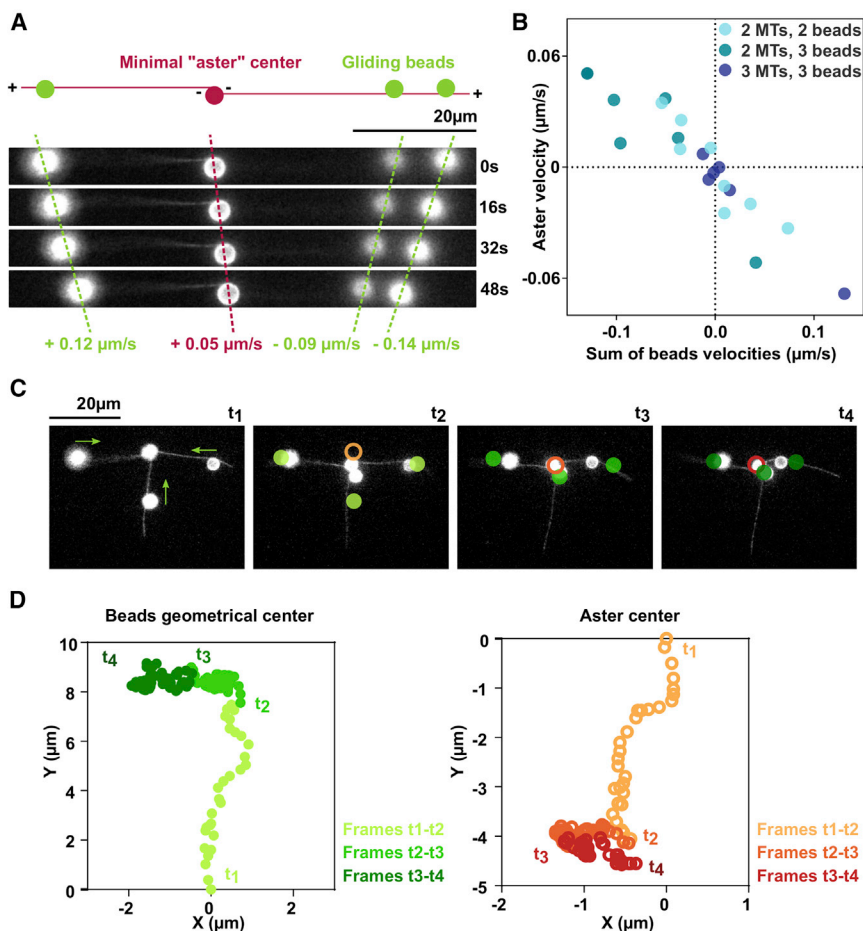 A
Minimal "aster" center
Gliding beads
+ - - +
20µm
0s
16s
32s
48s
+ 0.12 µm/s
+ 0.05 µm/s
- 0.09 µm/s
- 0.14 µm/s
B
2 MTs, 2 beads
2 MTs, 3 beads
3 MTs, 3 beads
Aster velocity (µm/s)
0.06
0
-0.06
-0.1 0.0 0.1
Sum of beads velocities (µm/s)
C
20µm
t1
t2
t3
t4
D
Beads geometrical center
Y (µm)
10
8
6
4
2
0
t4
t3
t2
t1
Frames t1-t2
Frames t2-t3
Frames t3-t4
-2 0 2
X (µm)
Aster center
Y (µm)
0
-1
-2
-3
-4
-5
t1
t2
t3
t4
Frames t1-t2
Frames t2-t3
Frames t3-t4
-2 -1 0 1
X (µm)